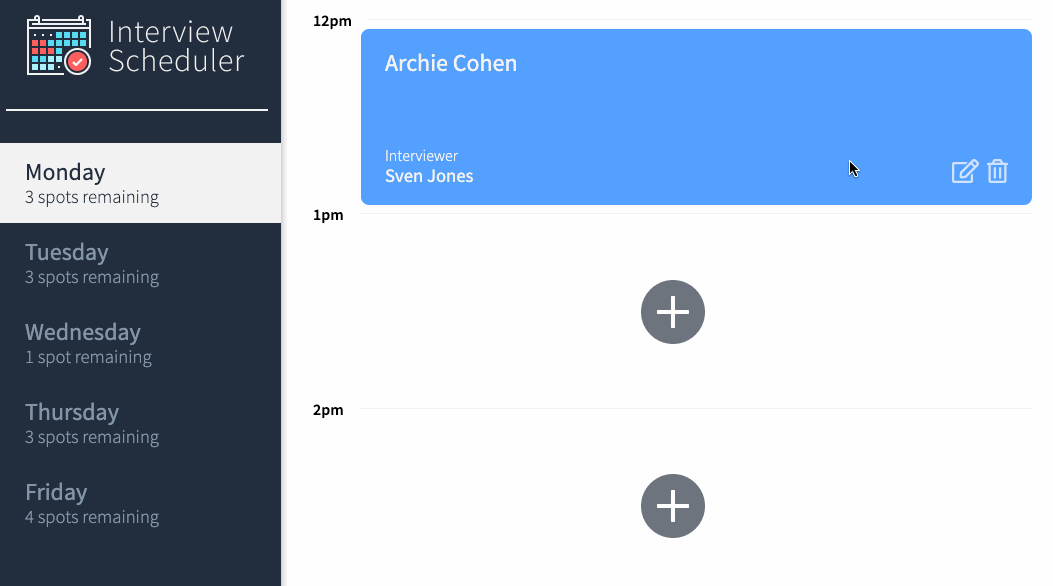 Interview
Scheduler
Monday
3 spots remaining
Tuesday
3 spots remaining
Wednesday
1 spot remaining
Thursday
3 spots remaining
Friday
4 spots remaining
12pm
Archie Cohen
Interviewer
Sven Jones
1pm
2pm